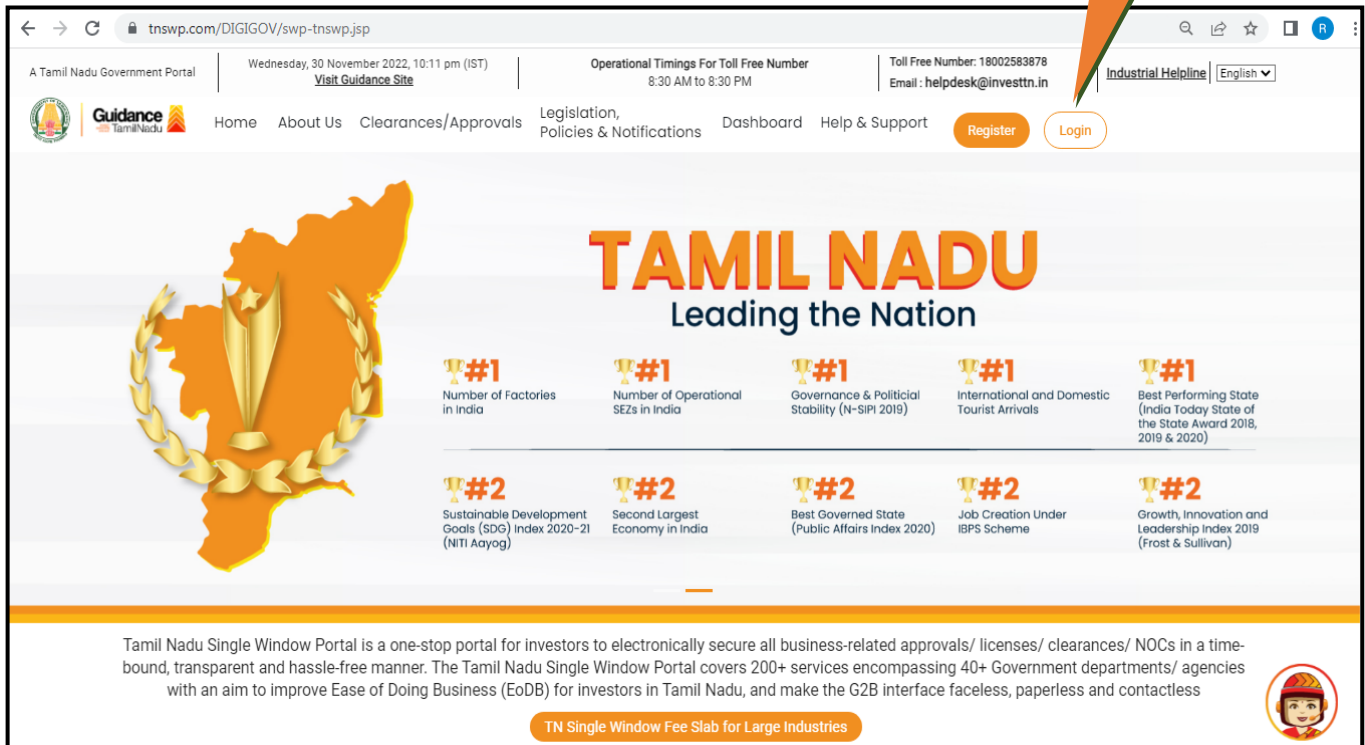 tnswp.com/DIGIGOV/swp-tnswp.jsp
R
A Tamil Nadu Government Portal
Wednesday, 30 November 2022, 10:11 pm (IST)
Visit Guidance Site
Operational Timings For Toll Free Number
8:30 AM to 8:30 PM
Toll Free Number: 18002583878
Email : helpdesk@investtn.in
Industrial Helpline
English
Guidance
TamilNadu
Home
About Us
Clearances/Approvals
Legislation,
Policies & Notifications
Dashboard
Help & Support
Register
Login
TAMIL NADU
Leading the Nation
#1
Number of Factories
in India
#1
Number of Operational
SEZs in India
#1
Governance & Politicial
Stability (N-SIPI 2019)
#1
International and Domestic
Tourist Arrivals
#1
Best Performing State
(India Today State of
the State Award 2018,
2019 & 2020)
#2
Sustainable Development
Goals (SDG) Index 2020-21
(NITI Aayog)
#2
Second Largest
Economy in India
#2
Best Governed State
(Public Affairs Index 2020)
#2
Job Creation Under
IBPS Scheme
#2
Growth, Innovation and
Leadership Index 2019
(Frost & Sullivan)
Tamil Nadu Single Window Portal is a one-stop portal for investors to electronically secure all business-related approvals/ licenses/ clearances/ NOCs in a time-
bound, transparent and hassle-free manner. The Tamil Nadu Single Window Portal covers 200+ services encompassing 40+ Government departments/ agencies
with an aim to improve Ease of Doing Business (EoDB) for investors in Tamil Nadu, and make the G2B interface faceless, paperless and contactless
TN Single Window Fee Slab for Large Industries